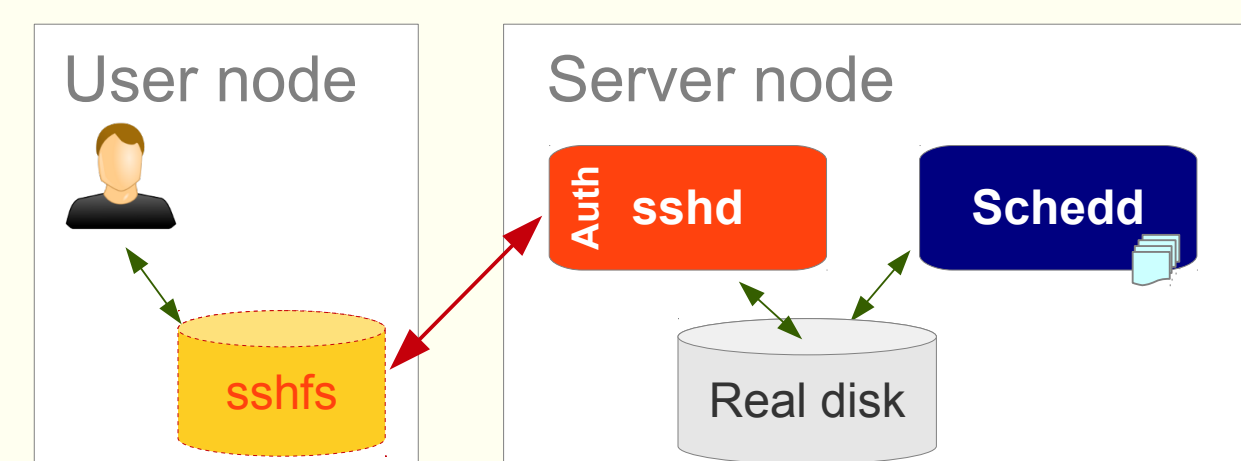 User node
Server node
Auth
sshd
Schedd
sshfs
Real disk